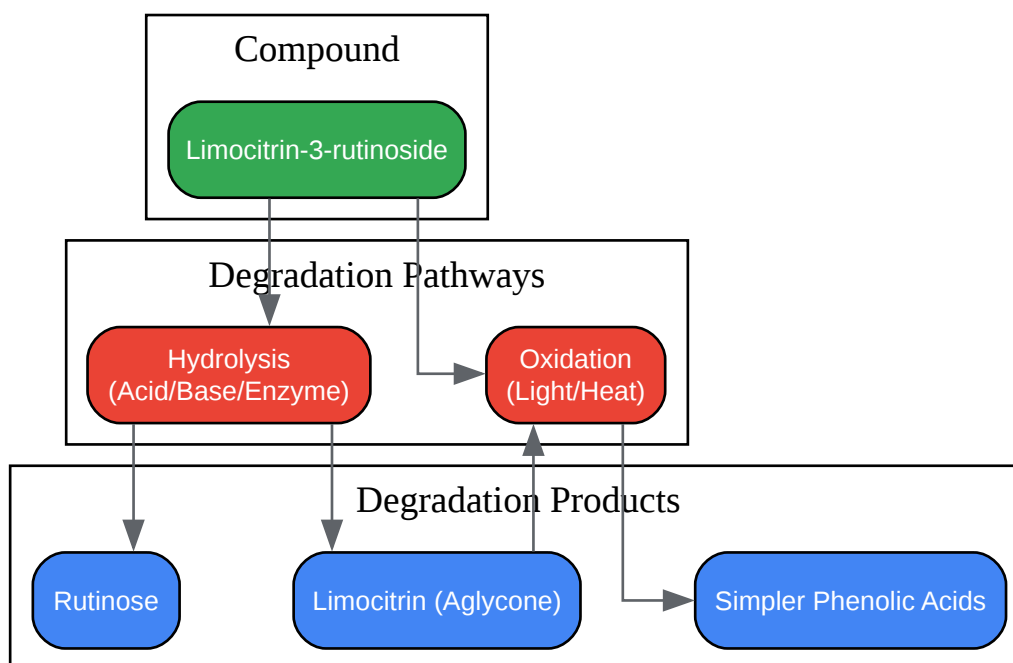 Compound
Limocitrin-3-rutinoside
Degradation Pathways
Hydrolysis
(Acid/Base/Enzyme)
Oxidation
(Light/Heat)
Degradation Products
Rutinose
Limocitrin (Aglycone)
Simpler Phenolic Acids